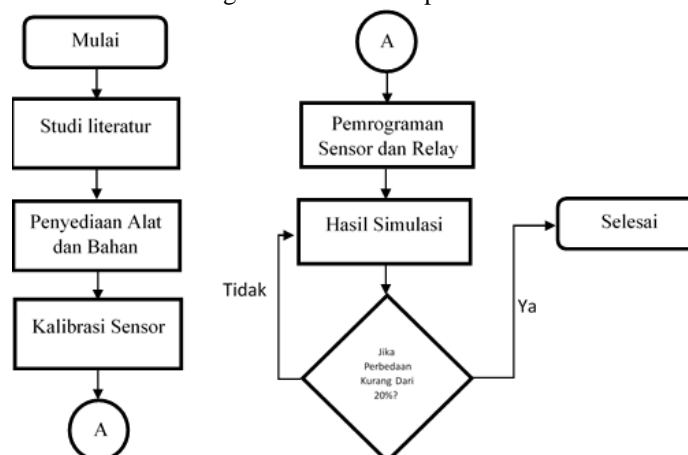 Mulai
Studi literatur
Penyediaan Alat
dan Bahan
Kalibrasi Sensor
A
A
Pemrograman
Sensor dan Relay
Hasil Simulasi
Tidak
Jika
Perbedaan
Kurang Dari
20%?
Ya
Selesai